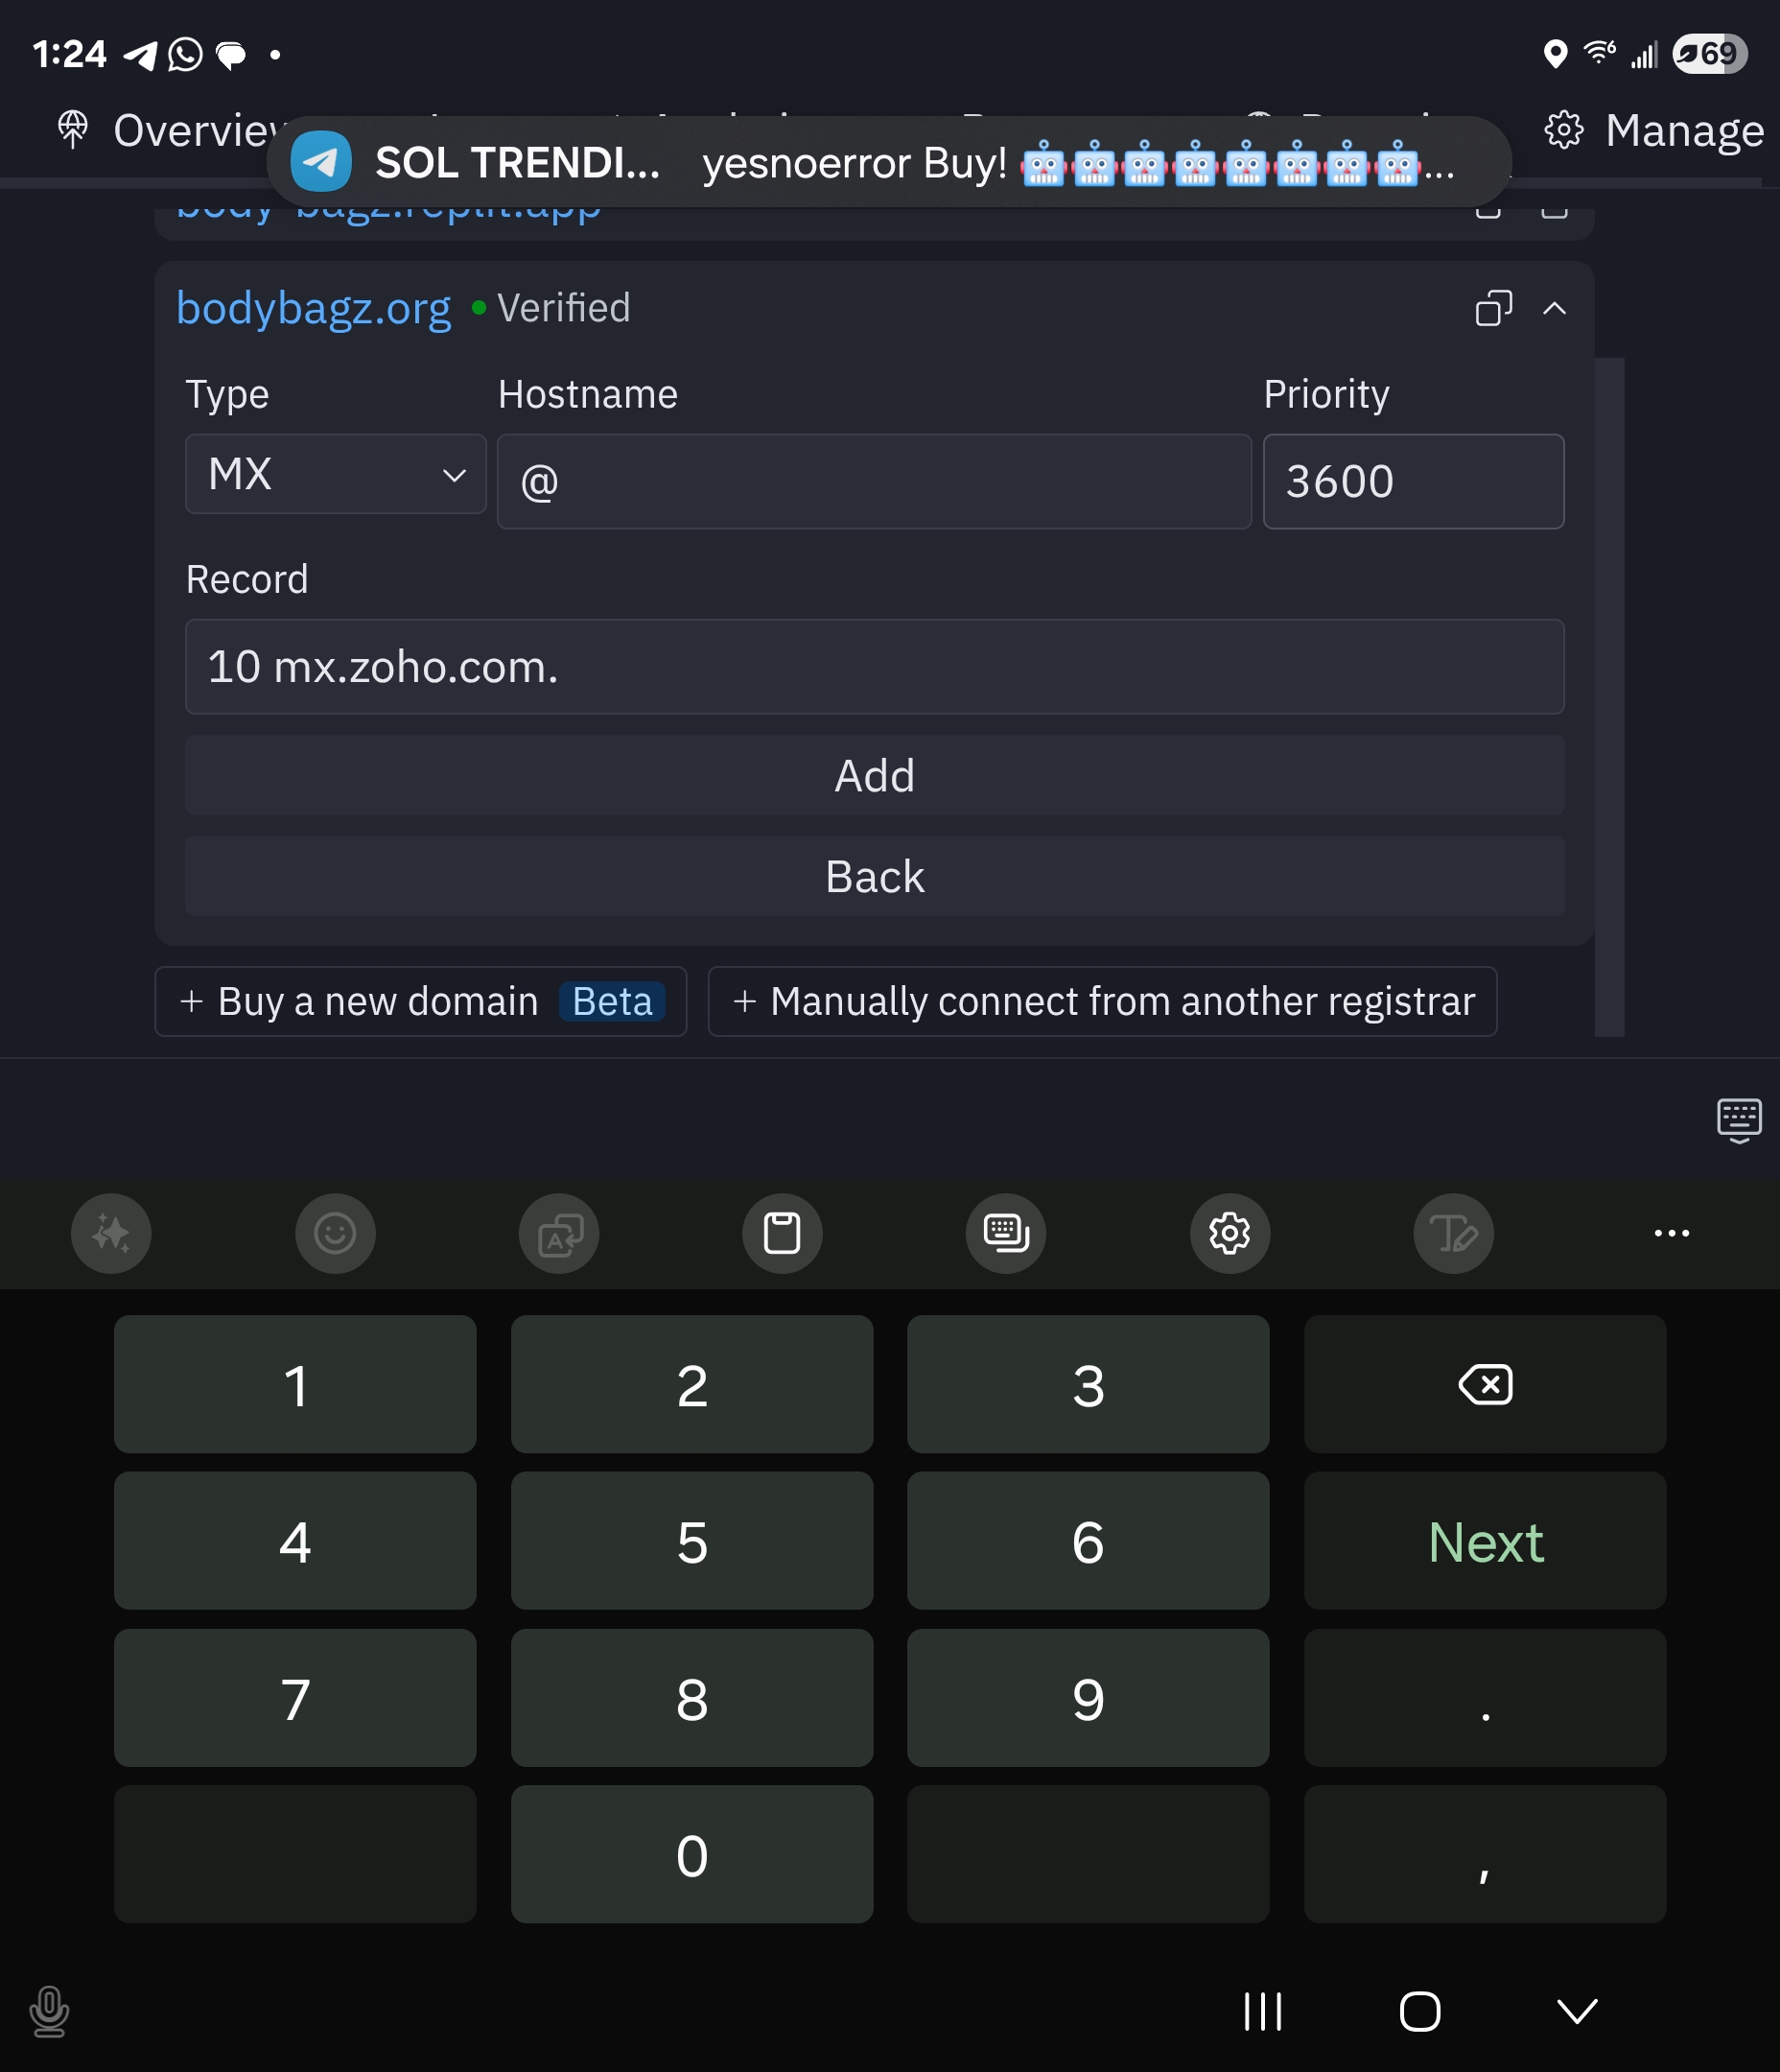 1:24
69
Overview
Manage
SOL TRENDI... yesnoerror Buy! 🤖🤖🤖🤖🤖🤖🤖🤖...
body-bagz.replit.app
bodybagz.org • Verified
Type Hostname Priority
MX @ 3600
Record
10 mx.zoho.com.
Add
Back
+ Buy a new domain Beta + Manually connect from another registrar
1 2 3
4 5 6 Next
7 8 9 .
0 ,